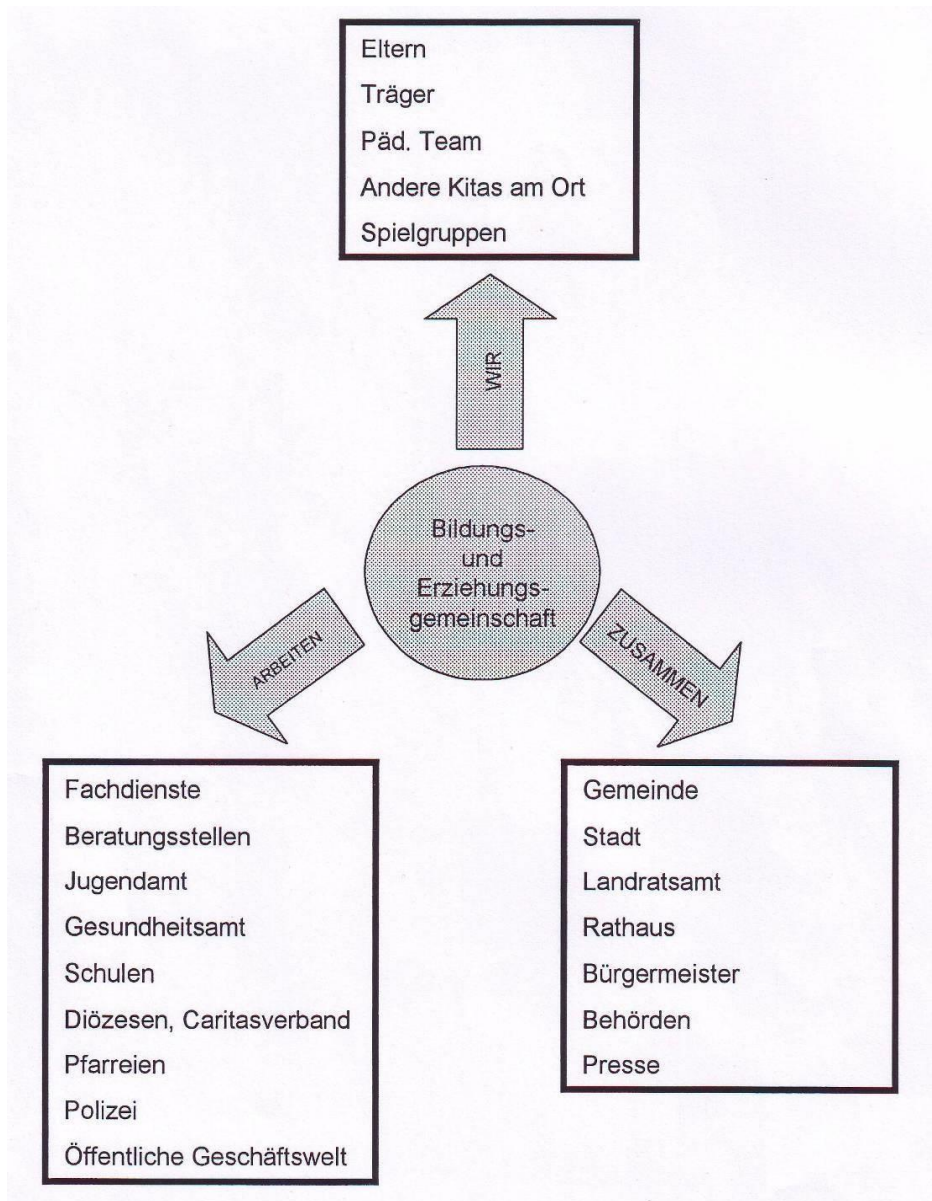 Eltern
Träger
Päd. Team
Andere Kitas am Ort
Spielgruppen
WIR
Bildungs-
und
Erziehungs-
gemeinschaft
ARBEITEN
ZUSAMMEN
Fachdienste
Beratungsstellen
Jugendamt
Gesundheitsamt
Schulen
Diözesen, Caritasverband
Pfarreien
Polizei
Öffentliche Geschäftswelt
Gemeinde
Stadt
Landratsamt
Rathaus
Bürgermeister
Behörden
Presse